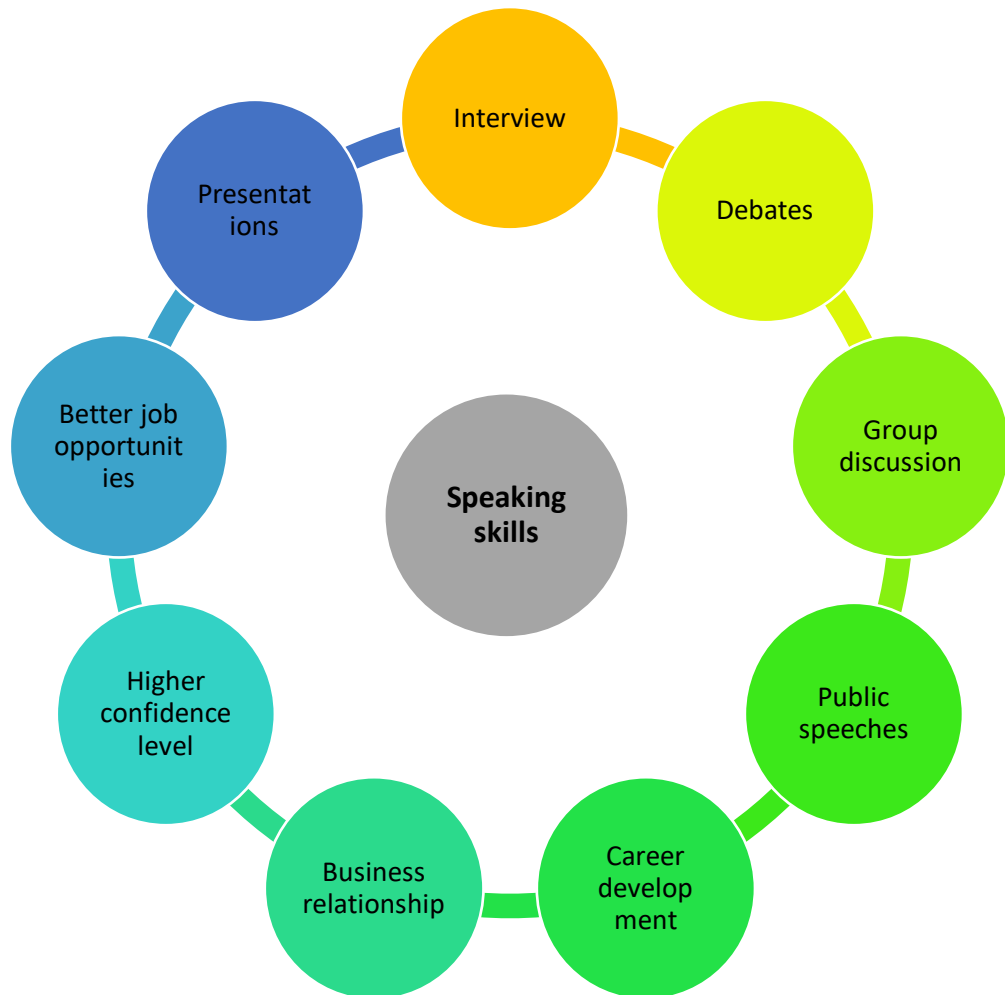 Interview
Debates
Group
discussion
Public
speeches
Career
develop
ment
Business
relationship
Higher
confidence
level
Better job
opportunit
ies
Presentat
ions
Speaking
skills